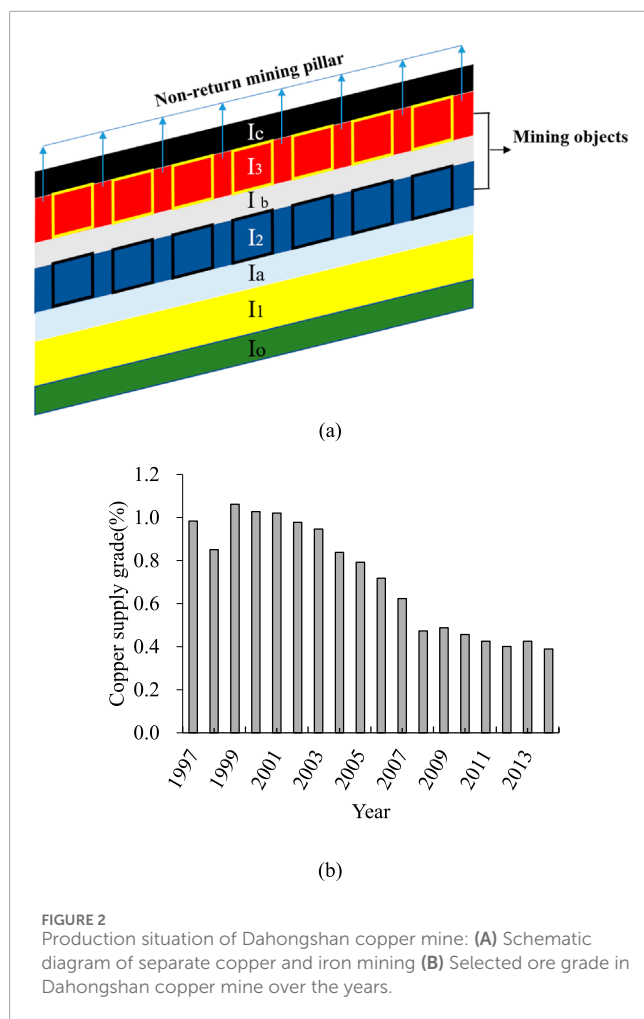 Non-return mining pillar
Ic
I3
Mining objects
I b
I2
Ia
I1
Io
(a)
1.2
1.0
0.8
0.6
0.4
0.2
0.0
Copper supply grade(%)
1997
1999
2001
2003
2005
2007
2009
2011
2013
Year
(b)
FIGURE 2
Production situation of Dahongshan copper mine: (A) Schematic
diagram of separate copper and iron mining (B) Selected ore grade in
Dahongshan copper mine over the years.